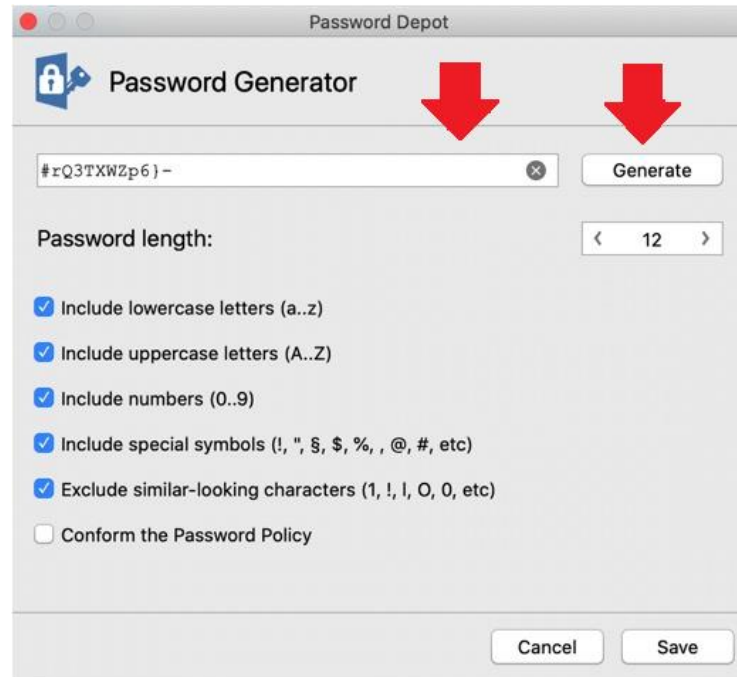 Password Depot
Password Generator
#rQ3TXWZp6}-
Generate
Password length:
< 12 >
Include lowercase letters (a..z)
Include uppercase letters (A..Z)
Include numbers (0..9)
Include special symbols (!, ", §, $, %, , @, #, etc)
Exclude similar-looking characters (1, !, l, O, 0, etc)
Conform the Password Policy
Cancel
Save